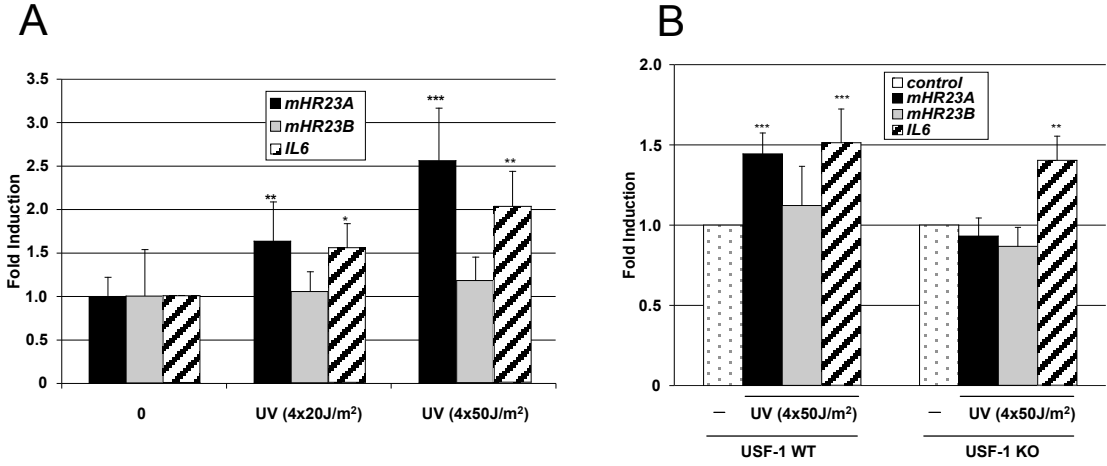 A
Fold Induction
3.5
3.0
2.5
2.0
1.5
1.0
0.5
0
mHR23A
mHR23B
IL6
**
*
***
**
0
UV (4x20J/m²)
UV (4x50J/m²)
B
Fold Induction
2.0
1.5
1.0
0.5
0
control
mHR23A
mHR23B
IL6
***
***
**
–
UV (4x50J/m²)
–
UV (4x50J/m²)
USF-1 WT
USF-1 KO